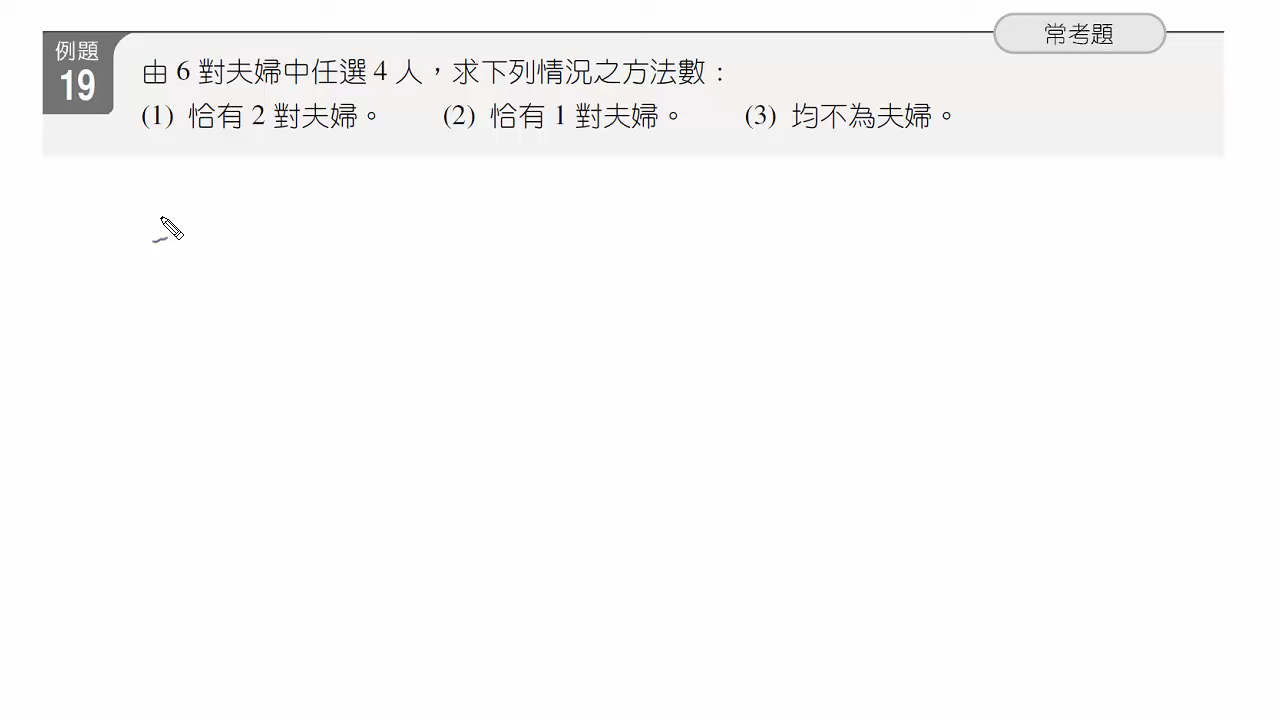 常考題
例題
19
由 6 對夫婦中任選 4 人，求下列情況之方法數：
(1) 恰有 2 對夫婦。 (2) 恰有 1 對夫婦。 (3) 均不為夫婦。